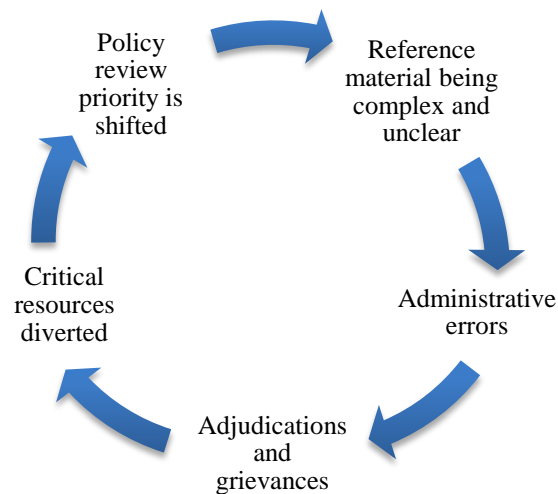 Policy
review
priority is
shifted
Reference
material being
complex and
unclear
Administrative
errors
Adjudications
and
grievances
Critical
resources
diverted